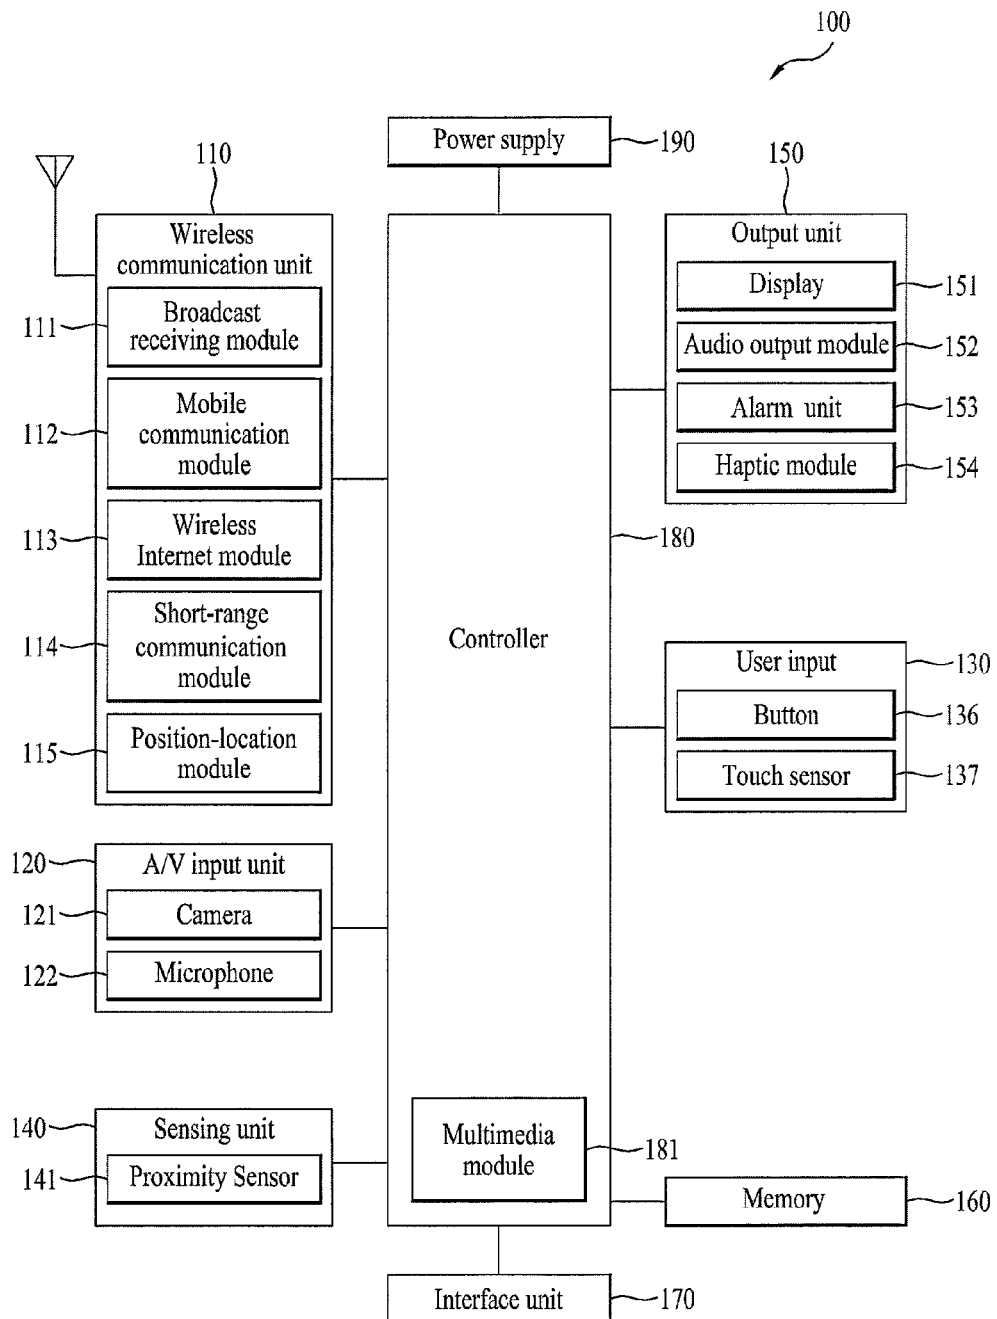 100
Power supply
190
110
Wireless
communication unit
111
Broadcast
receiving module
112
Mobile
communication
module
113
Wireless
Internet module
114
Short-range
communication
module
115
Position-location
module
120
A/V input unit
121
Camera
122
Microphone
140
Sensing unit
141
Proximity Sensor
Controller
180
Multimedia
module
181
150
Output unit
Display
151
Audio output module
152
Alarm unit
153
Haptic module
154
User input
130
Button
136
Touch sensor
137
Memory
160
Interface unit
170